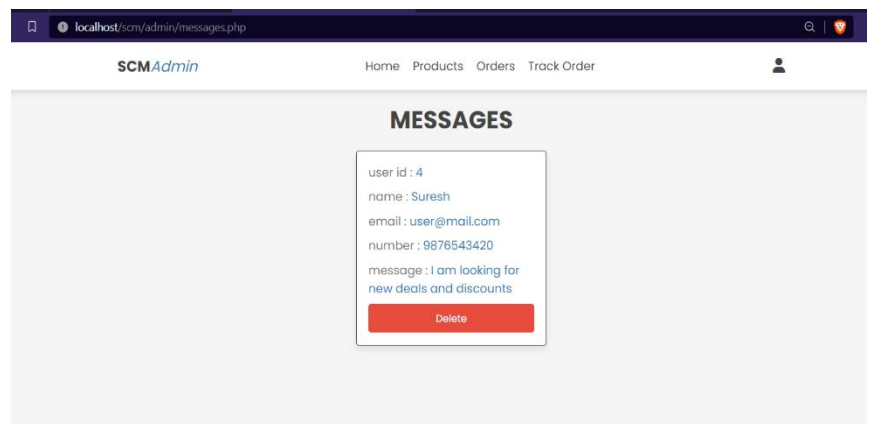 localhost/scm/admin/messages.php
SCMAdmin Home Products Orders Track Order
MESSAGES
user id : 4
name : Suresh
email : user@mail.com
number : 9876543420
message : I am looking for
new deals and discounts
Delete